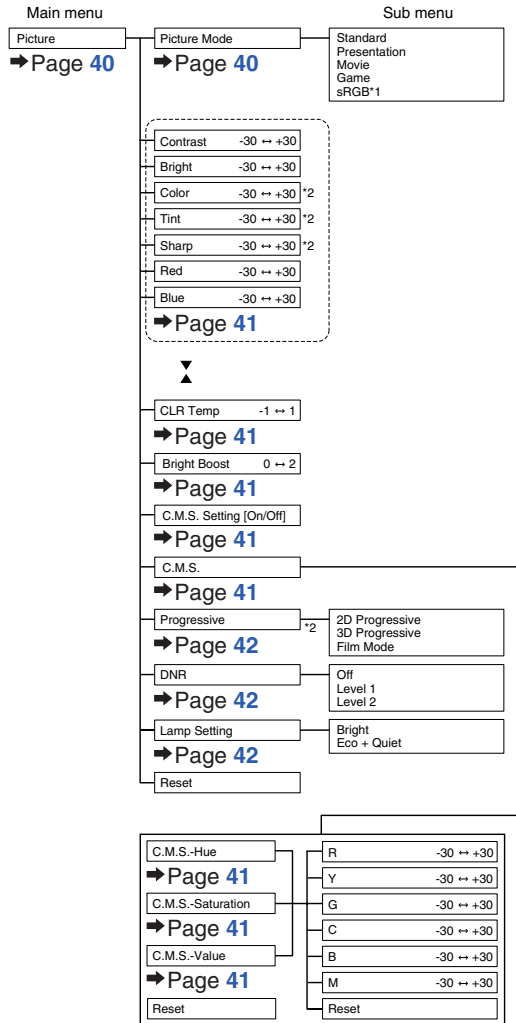 Main menu
Sub menu
Picture
➡Page 40
Picture Mode
➡Page 40
Standard
Presentation
Movie
Game
sRGB*1
Contrast -30 ↔ +30
Bright -30 ↔ +30
Color -30 ↔ +30 *2
Tint -30 ↔ +30 *2
Sharp -30 ↔ +30 *2
Red -30 ↔ +30
Blue -30 ↔ +30
➡Page 41
CLR Temp -1 ↔ 1
➡Page 41
Bright Boost 0 ↔ 2
➡Page 41
C.M.S. Setting [On/Off]
➡Page 41
C.M.S.
➡Page 41
Progressive *2
➡Page 42
2D Progressive
3D Progressive
Film Mode
DNR
➡Page 42
Off
Level 1
Level 2
Lamp Setting
➡Page 42
Bright
Eco + Quiet
Reset
C.M.S.-Hue
➡Page 41
C.M.S.-Saturation
➡Page 41
C.M.S.-Value
➡Page 41
Reset
R -30 ↔ +30
Y -30 ↔ +30
G -30 ↔ +30
C -30 ↔ +30
B -30 ↔ +30
M -30 ↔ +30
Reset